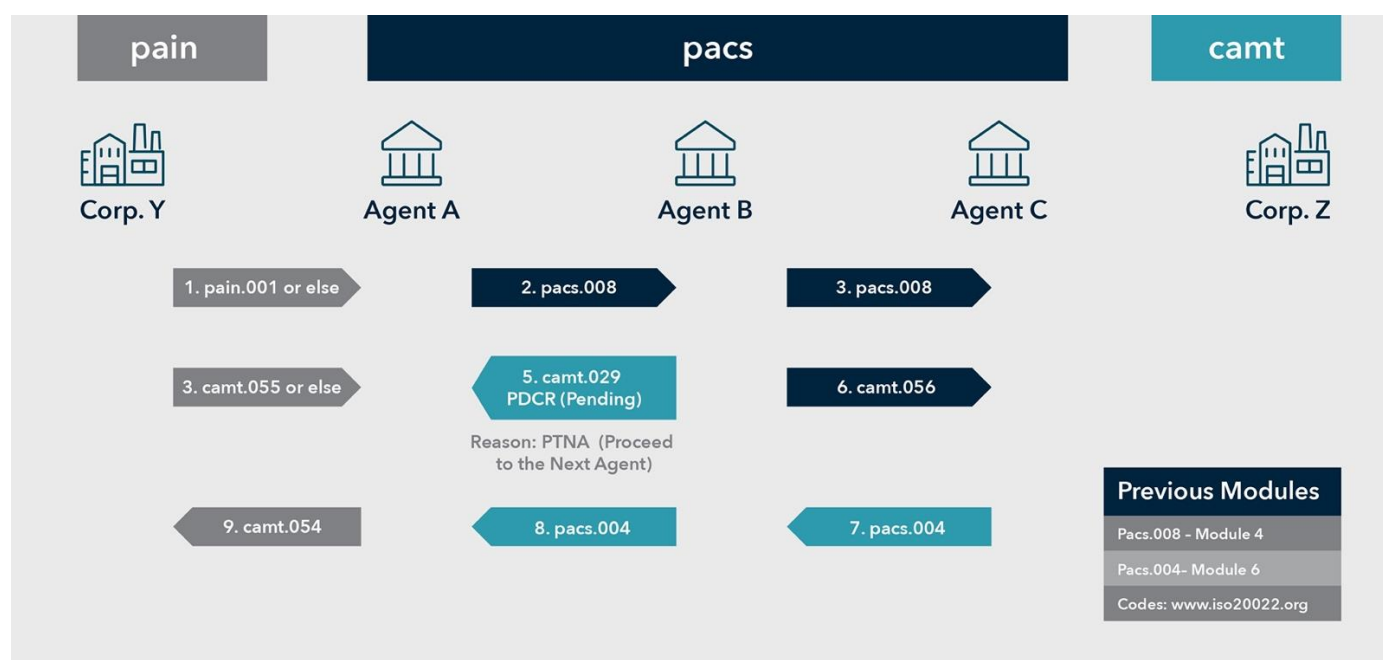 pain
pacs
camt
Corp. Y
Agent A
Agent B
Agent C
Corp. Z
1. pain.001 or else
2. pacs.008
3. pacs.008
3. camt.055 or else
5. camt.029
PDCR (Pending)
6. camt.056
Reason: PTNA (Proceed
to the Next Agent)
9. camt.054
8. pacs.004
7. pacs.004
Previous Modules
Pacs.008 – Module 4
Pacs.004– Module 6
Codes: www.iso20022.org